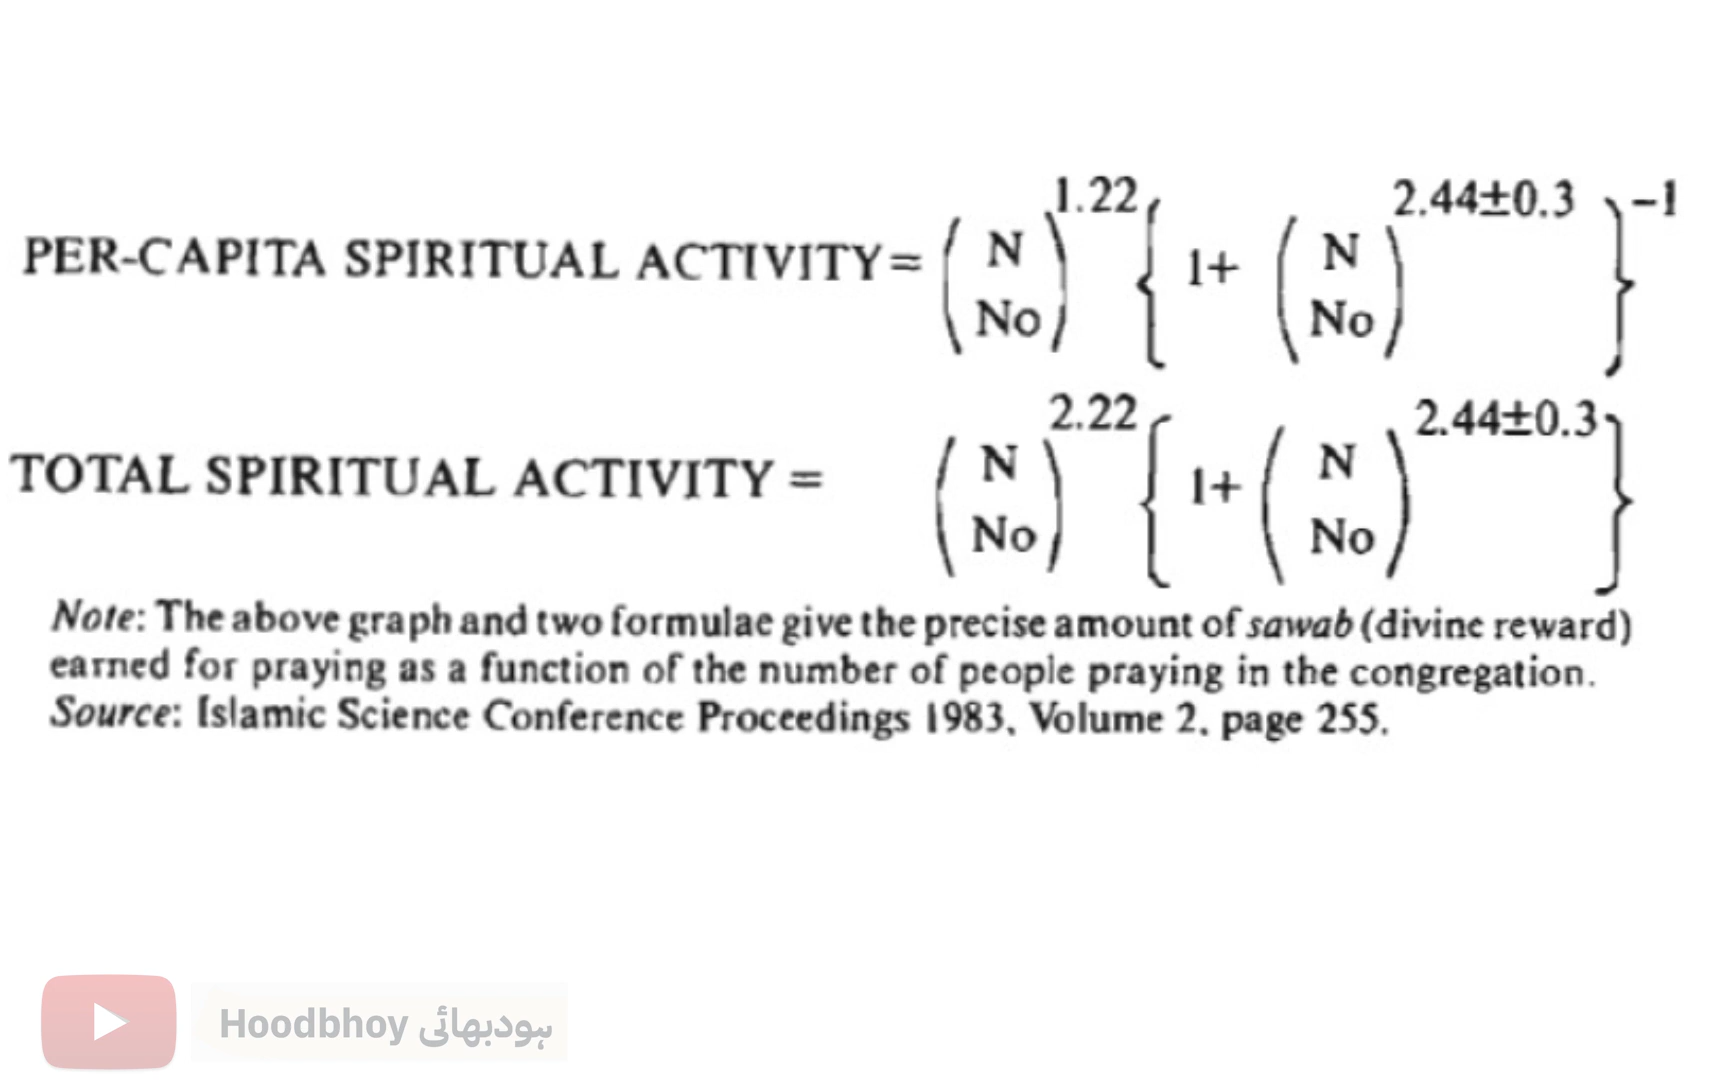 PER-CAPITA SPIRITUAL ACTIVITY = (N No)^1.22 { 1+ (N No)^2.44±0.3 }^−1
TOTAL SPIRITUAL ACTIVITY = (N No)^2.22 { 1+ (N No)^2.44±0.3 }
Note: The above graph and two formulae give the precise amount of sawab (divine reward)
earned for praying as a function of the number of people praying in the congregation.
Source: Islamic Science Conference Proceedings 1983, Volume 2, page 255.
Hoodbhoy ہودبھائی